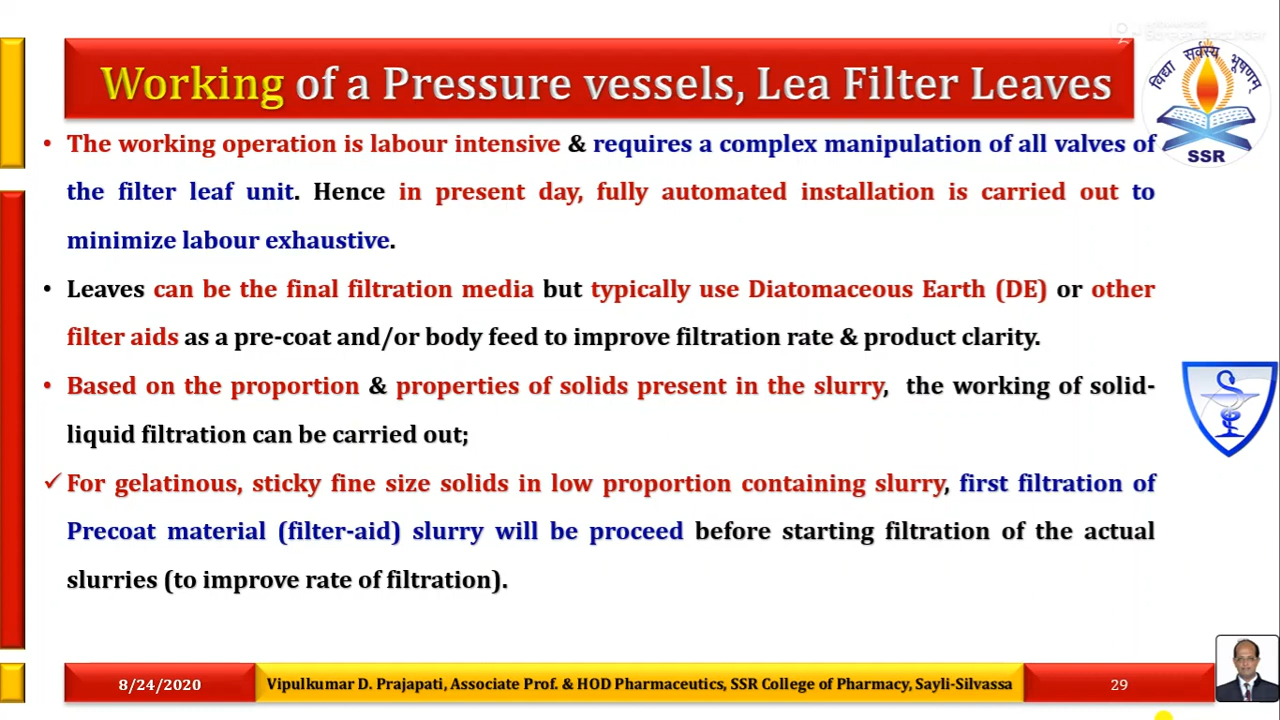 Working of a Pressure vessels, Lea Filter Leaves
विद्या सर्वस्य भूषणम्
SSR
• The working operation is labour intensive & requires a complex manipulation of all valves of
the filter leaf unit. Hence in present day, fully automated installation is carried out to
minimize labour exhaustive.
• Leaves can be the final filtration media but typically use Diatomaceous Earth (DE) or other
filter aids as a pre-coat and/or body feed to improve filtration rate & product clarity.
• Based on the proportion & properties of solids present in the slurry, the working of solid-
liquid filtration can be carried out;
✓ For gelatinous, sticky fine size solids in low proportion containing slurry, first filtration of
Precoat material (filter-aid) slurry will be proceed before starting filtration of the actual
slurries (to improve rate of filtration).
8/24/2020
Vipulkumar D. Prajapati, Associate Prof. & HOD Pharmaceutics, SSR College of Pharmacy, Sayli-Silvassa
29